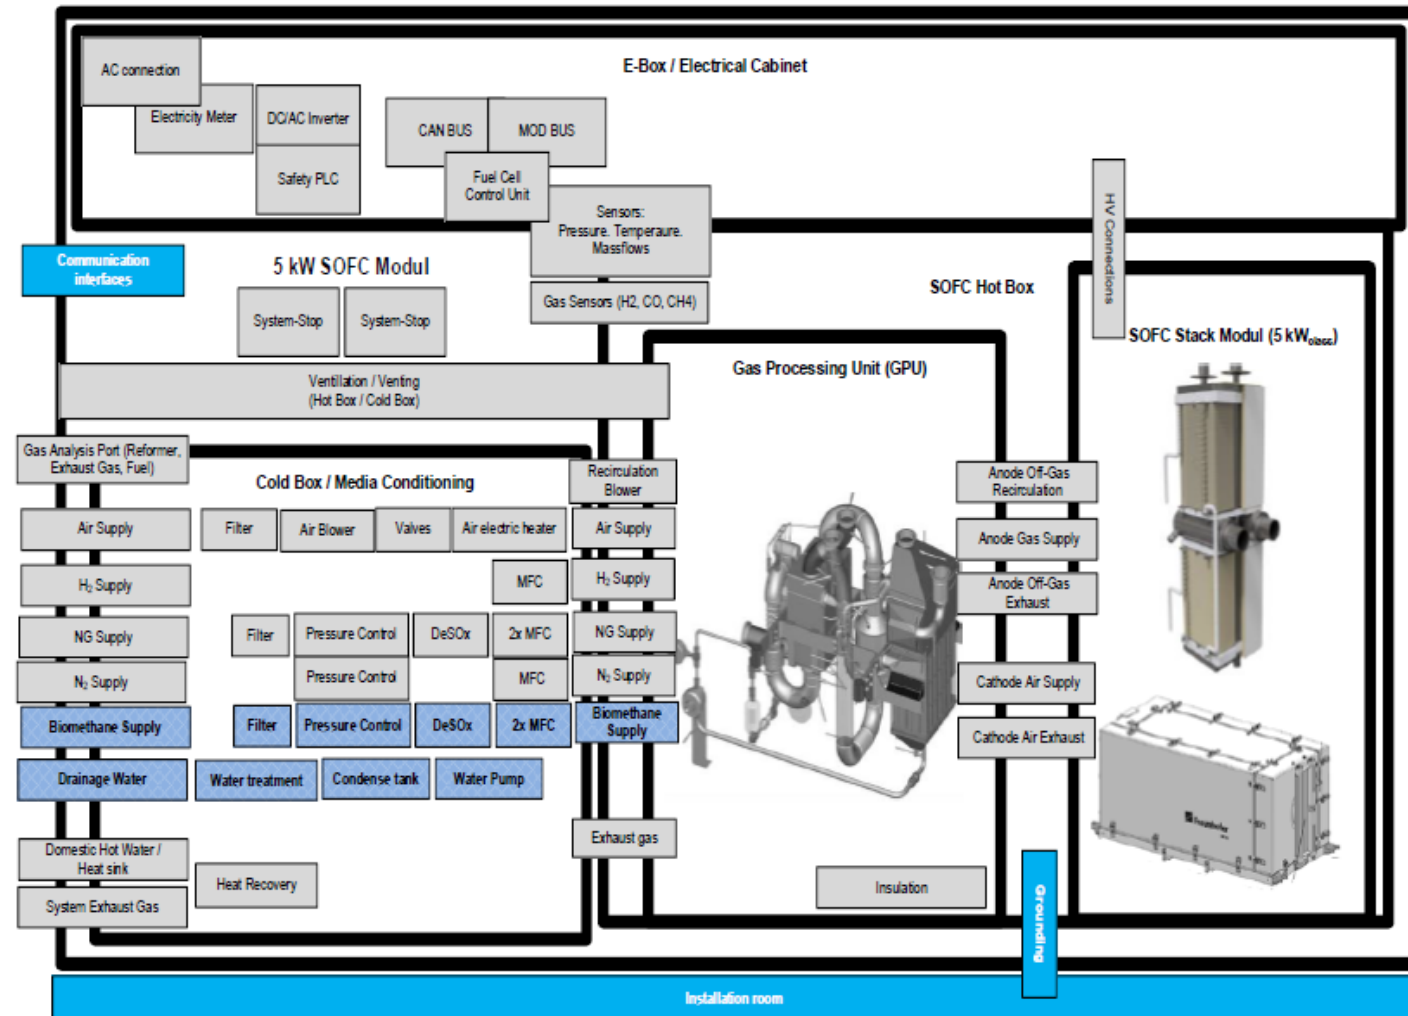 E-Box / Electrical Cabinet
AC connection
Electricity Meter
DC/AC Inverter
Safety PLC
CAN BUS
MOD BUS
Fuel Cell
Control Unit
Sensors:
Pressure. Temperaure.
Massflows
Gas Sensors (H2, CO, CH4)
HV Connections
Communication
interfaces
5 kW SOFC Modul
System-Stop
System-Stop
SOFC Hot Box
Ventillation / Venting
(Hot Box / Cold Box)
Gas Processing Unit (GPU)
SOFC Stack Modul (5 kWclass)
Gas Analysis Port (Reformer,
Exhaust Gas, Fuel)
Cold Box / Media Conditioning
Recirculation
Blower
Anode Off-Gas
Recirculation
Air Supply
Filter
Air Blower
Valves
Air electric heater
Air Supply
Anode Gas Supply
H2 Supply
MFC
H2 Supply
Anode Off-Gas
Exhaust
NG Supply
Filter
Pressure Control
DeSOx
2x MFC
NG Supply
N2 Supply
Pressure Control
MFC
N2 Supply
Cathode Air Supply
Biomethane Supply
Filter
Pressure Control
DeSOx
2x MFC
Biomethane
Supply
Cathode Air Exhaust
Drainage Water
Water treatment
Condense tank
Water Pump
Exhaust gas
Domestic Hot Water /
Heat sink
Heat Recovery
Insulation
System Exhaust Gas
Grounding
Installation room